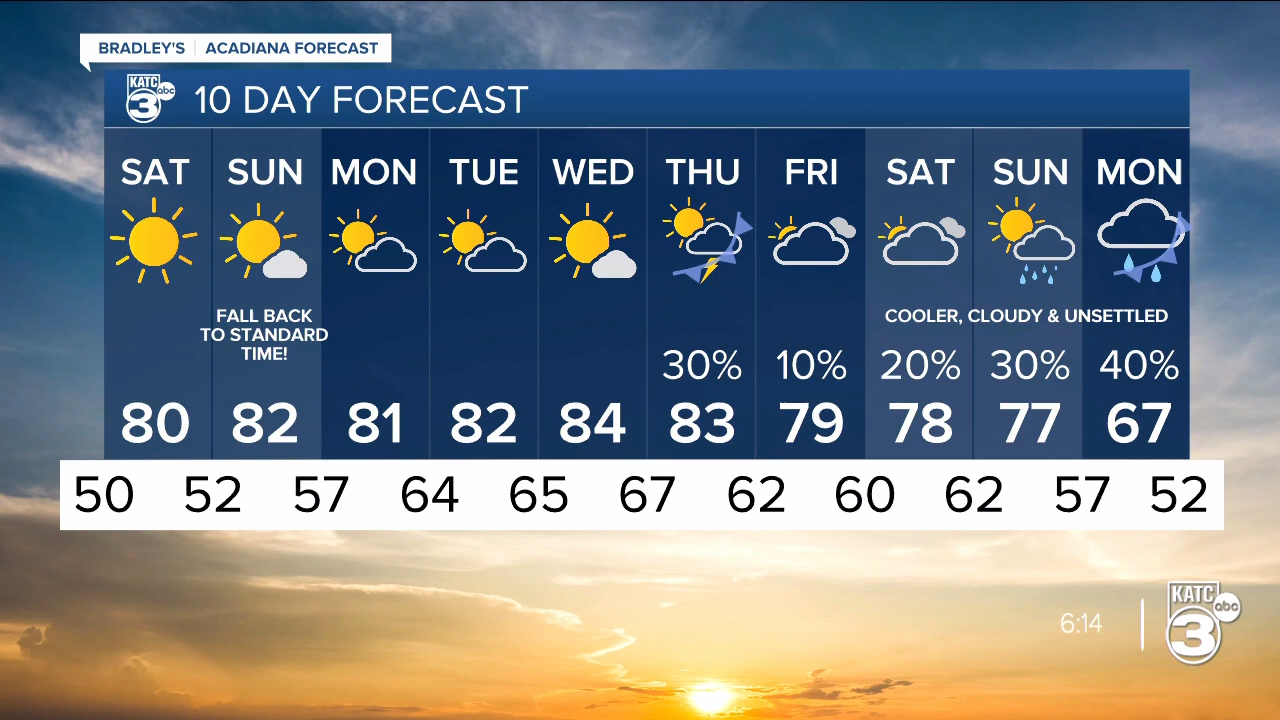 BRADLEY'S | ACADIANA FORECAST
KATC abc 3 10 DAY FORECAST
SAT SUN MON TUE WED THU FRI SAT SUN MON
FALL BACK
TO STANDARD
TIME!
COOLER, CLOUDY & UNSETTLED
30% 10% 20% 30% 40%
80 82 81 82 84 83 79 78 77 67
50 52 57 64 65 67 62 60 62 57 52
6:14
KATC abc 3